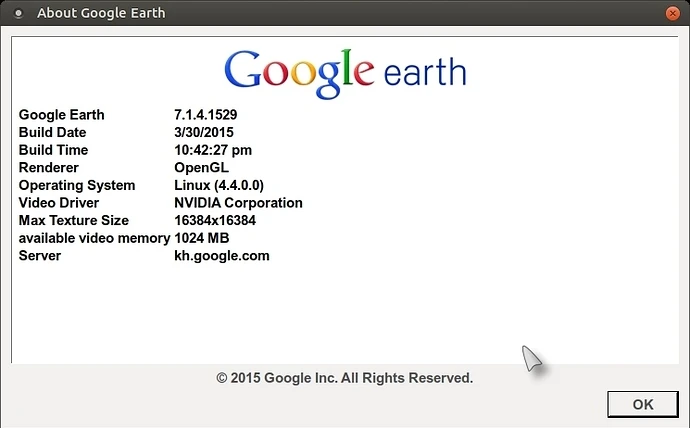 About Google Earth
Google earth
Google Earth 7.1.4.1529
Build Date 3/30/2015
Build Time 10:42:27 pm
Renderer OpenGL
Operating System Linux (4.4.0.0)
Video Driver NVIDIA Corporation
Max Texture Size 16384x16384
available video memory 1024 MB
Server kh.google.com
© 2015 Google Inc. All Rights Reserved.
OK